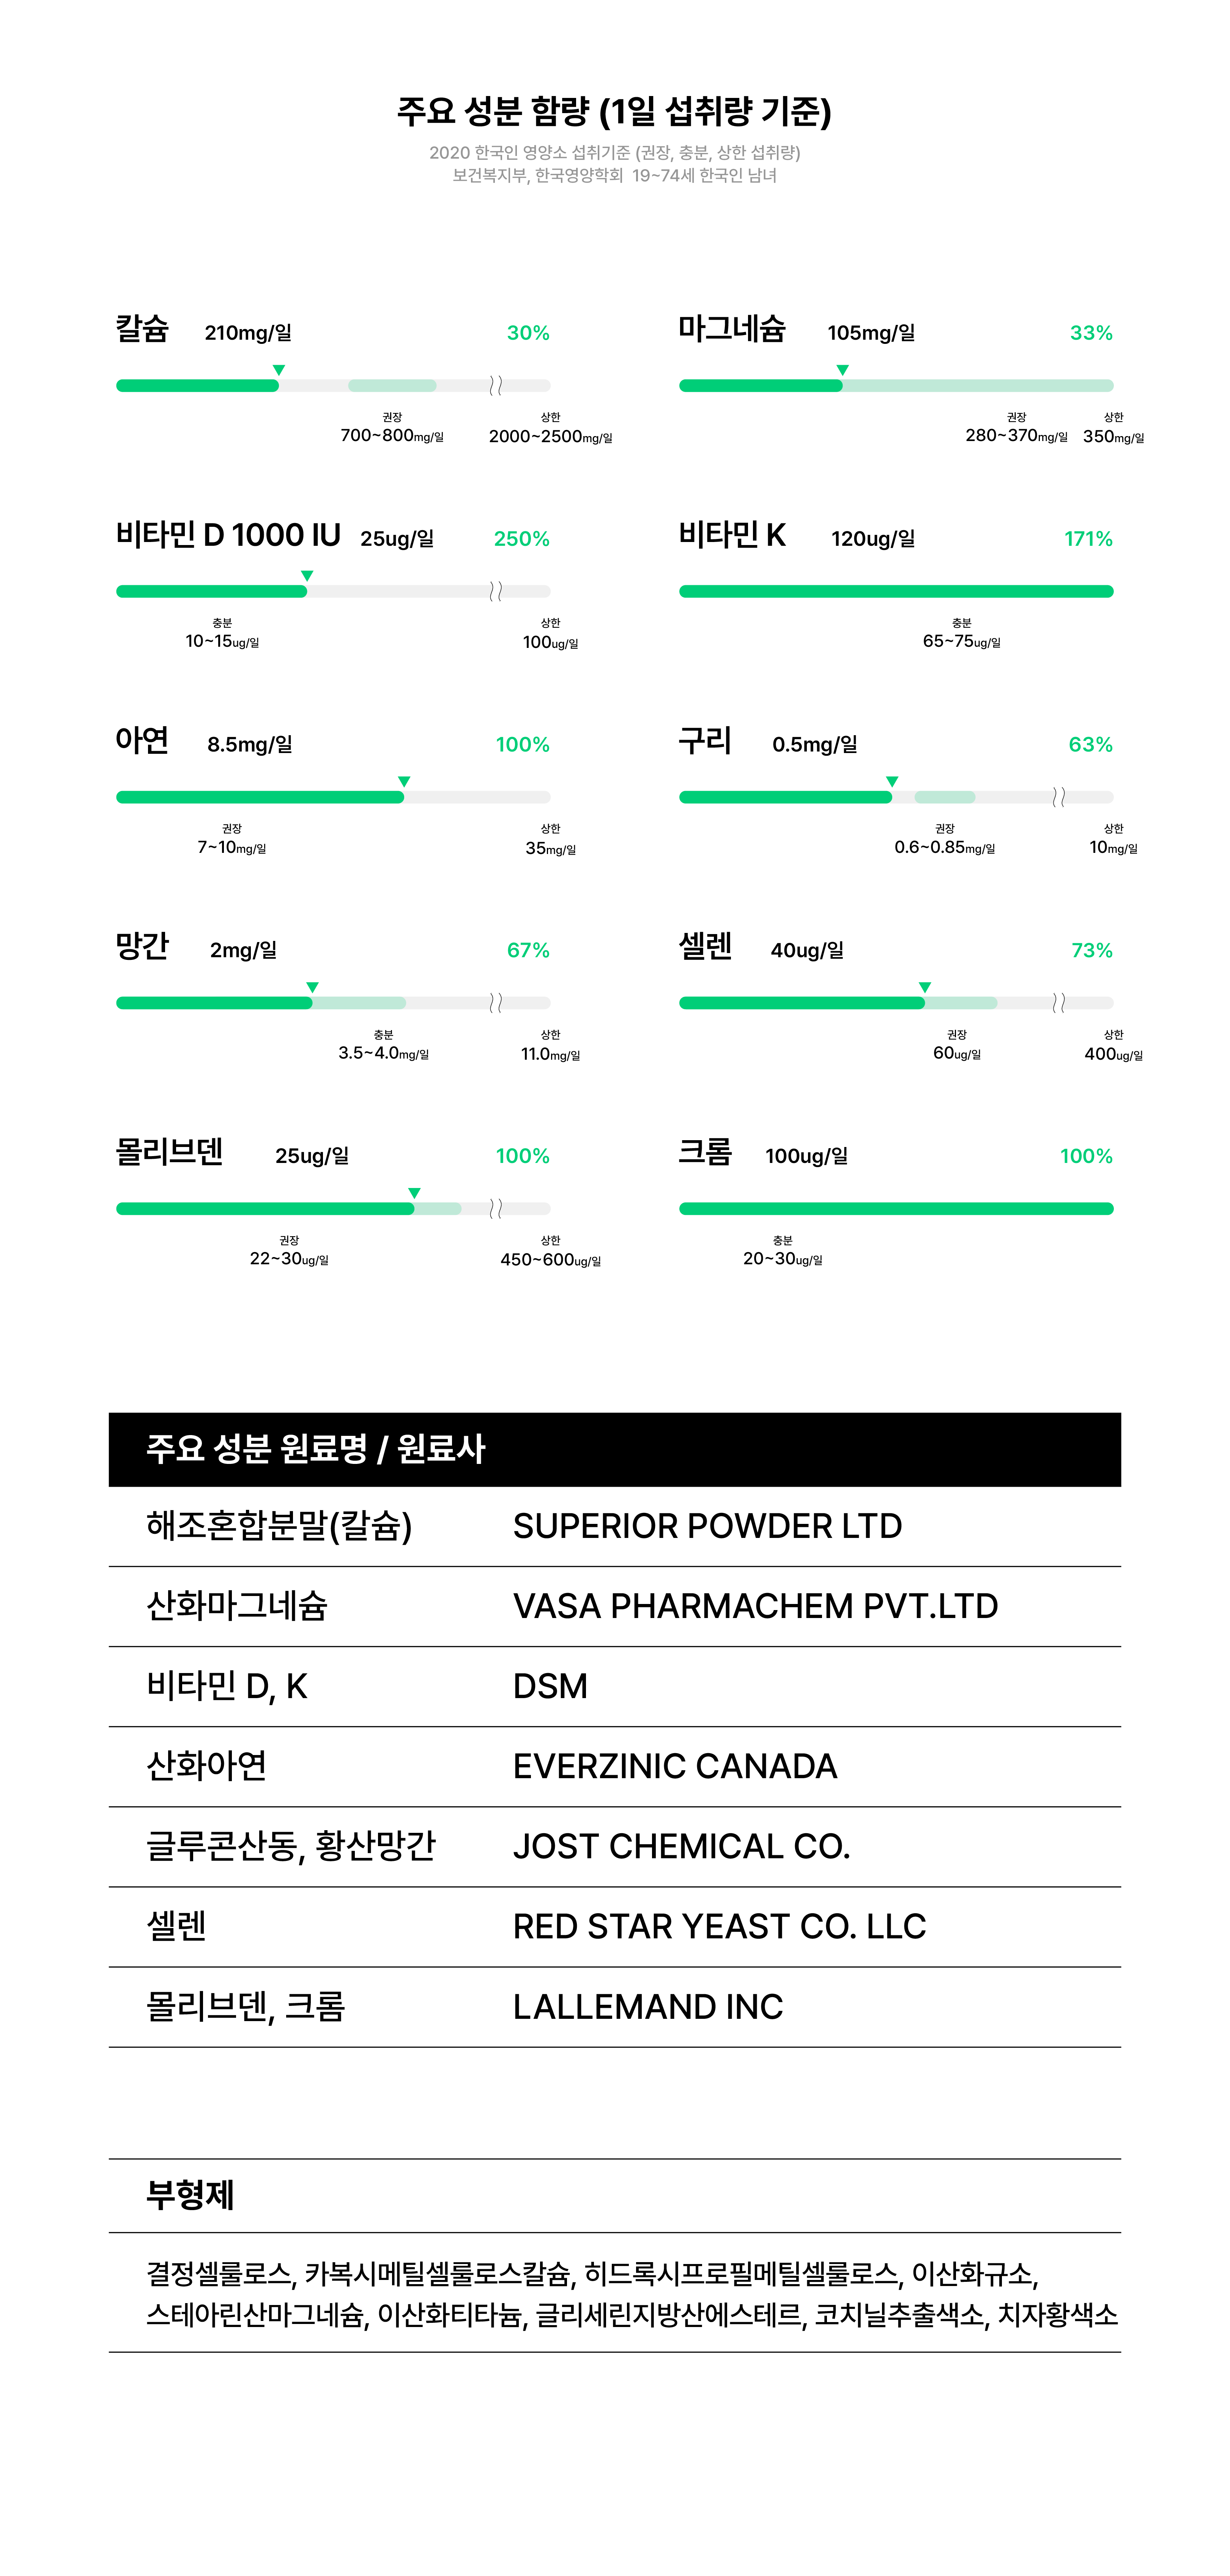 주요 성분 함량 (1일 섭취량 기준)
2020 한국인 영양소 섭취기준 (권장, 충분, 상한 섭취량)
보건복지부, 한국영양학회 19~74세 한국인 남녀
칼슘 210mg/일 30%
권장 상한
700~800mg/일 2000~2500mg/일
마그네슘 105mg/일 33%
권장 상한
280~370mg/일 350mg/일
비타민 D 1000 IU 25ug/일 250%
충분 상한
10~15ug/일 100ug/일
비타민 K 120ug/일 171%
충분
65~75ug/일
아연 8.5mg/일 100%
권장 상한
7~10mg/일 35mg/일
구리 0.5mg/일 63%
권장 상한
0.6~0.85mg/일 10mg/일
망간 2mg/일 67%
충분 상한
3.5~4.0mg/일 11.0mg/일
셀렌 40ug/일 73%
권장 상한
60ug/일 400ug/일
몰리브덴 25ug/일 100%
권장 상한
22~30ug/일 450~600ug/일
크롬 100ug/일 100%
충분
20~30ug/일
주요 성분 원료명 / 원료사
해조혼합분말(칼슘) SUPERIOR POWDER LTD
산화마그네슘 VASA PHARMACHEM PVT.LTD
비타민 D, K DSM
산화아연 EVERZINIC CANADA
글루콘산동, 황산망간 JOST CHEMICAL CO.
셀렌 RED STAR YEAST CO. LLC
몰리브덴, 크롬 LALLEMAND INC
부형제
결정셀룰로스, 카복시메틸셀룰로스칼슘, 히드록시프로필메틸셀룰로스, 이산화규소,
스테아린산마그네슘, 이산화티타늄, 글리세린지방산에스테르, 코치닐추출색소, 치자황색소